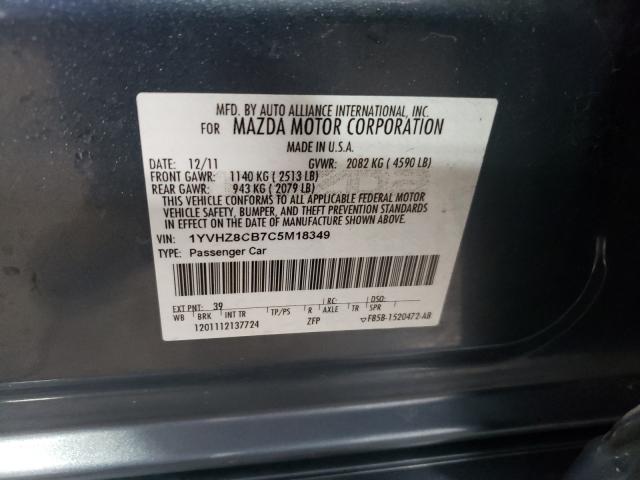 MFD. BY AUTO ALLIANCE INTERNATIONAL, INC.
FOR MAZDA MOTOR CORPORATION
MADE IN U.S.A.
DATE: 12/11 GVWR: 2082 KG ( 4590 LB)
FRONT GAWR: 1140 KG ( 2513 LB)
REAR GAWR: 943 KG ( 2079 LB)
THIS VEHICLE CONFORMS TO ALL APPLICABLE FEDERAL MOTOR
VEHICLE SAFETY, BUMPER, AND THEFT PREVENTION STANDARDS
IN EFFECT ON THE DATE OF MANUFACTURE SHOWN ABOVE.
VIN: 1YVHZ8CB7C5M18349
TYPE: Passenger Car
EXT PNT: 39 RC: DSO:
WB BRK INT TR TP/PS R AXLE TR SPR
1201112137724 ZFP ▽F85B-1520472-AB